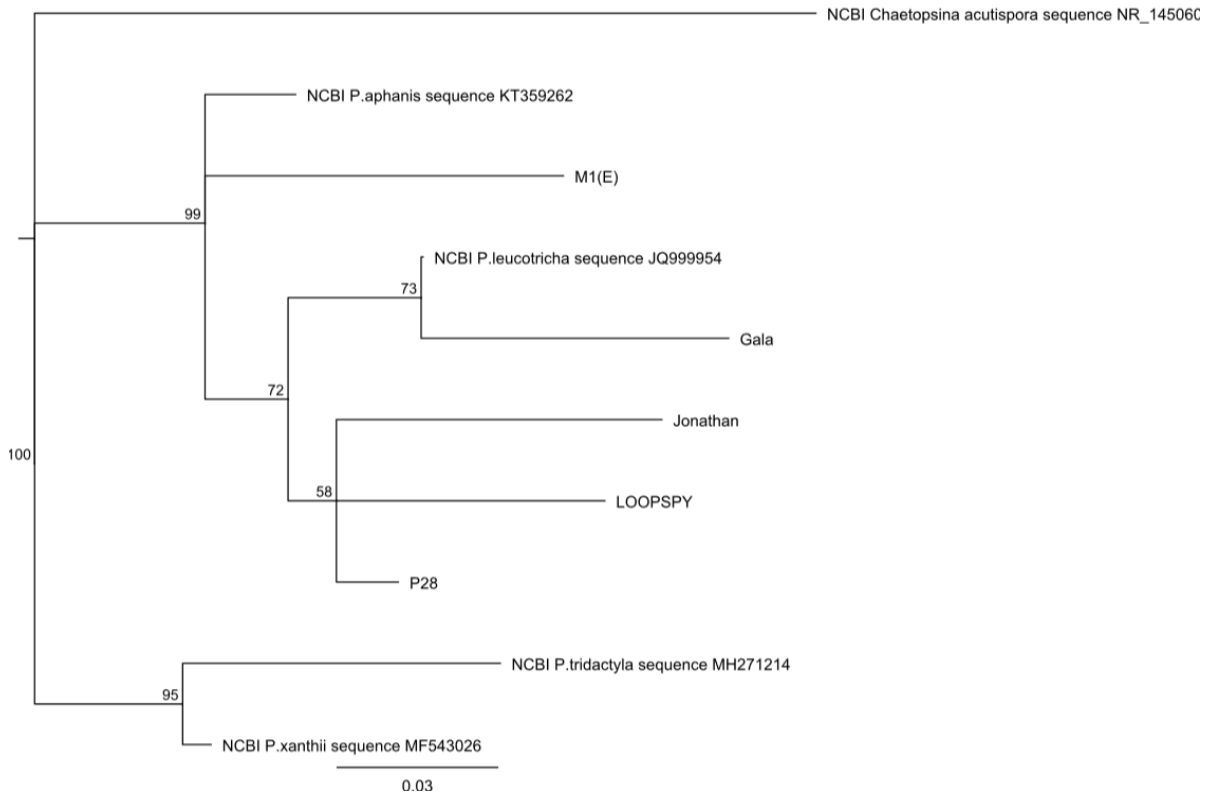 NCBI Chaetopsina acutispora sequence NR_145060
NCBI P.aphanis sequence KT359262
M1(E)
99
NCBI P.leucotricha sequence JQ999954
73
Gala
72
Jonathan
100
58
LOOPSPY
P28
NCBI P.tridactyla sequence MH271214
95
NCBI P.xanthii sequence MF543026
0.03